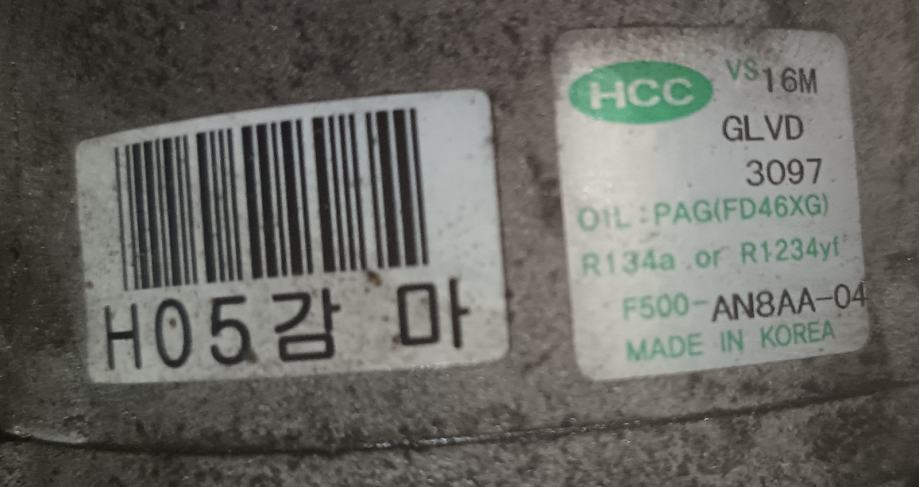 H05감 마
HCC VS16M
GLVD
3097
OIL:PAG(FD46XG)
R134a or R1234yf
F500-AN8AA-04
MADE IN KOREA